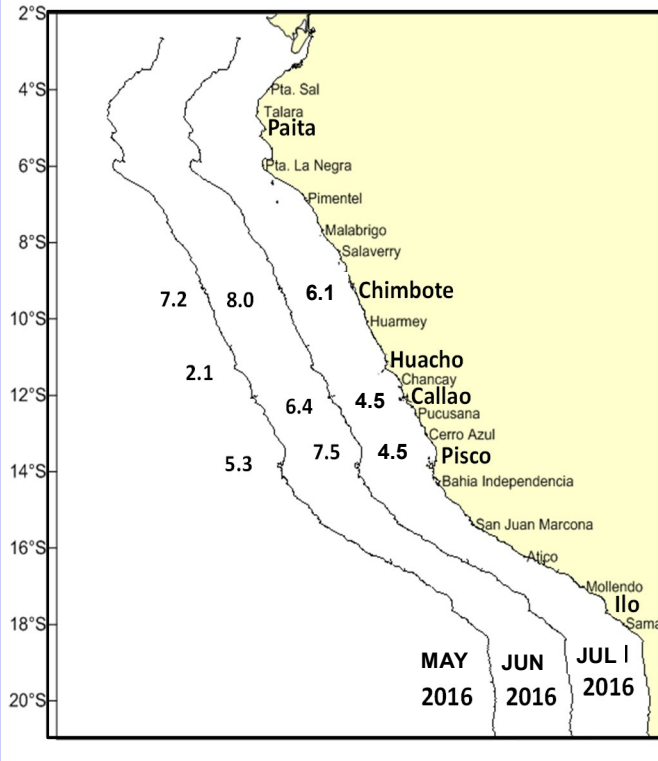 2°S
4°S
Pta. Sal
Talara
Paita
6°S
Pta. La Negra
Pimentel
Malabrigo
8°S
Salaverry
7.2 8.0 6.1 Chimbote
10°S
Huarmey
Huacho
2.1
Chancay
12°S
6.4 4.5 Callao
Pucusana
Cerro Azul
5.3 7.5 4.5 Pisco
14°S
Bahia Independencia
San Juan Marcona
16°S
Atico
Mollendo
Ilo
18°S
Sama
MAY JUN JUL I
2016 2016 2016
20°S